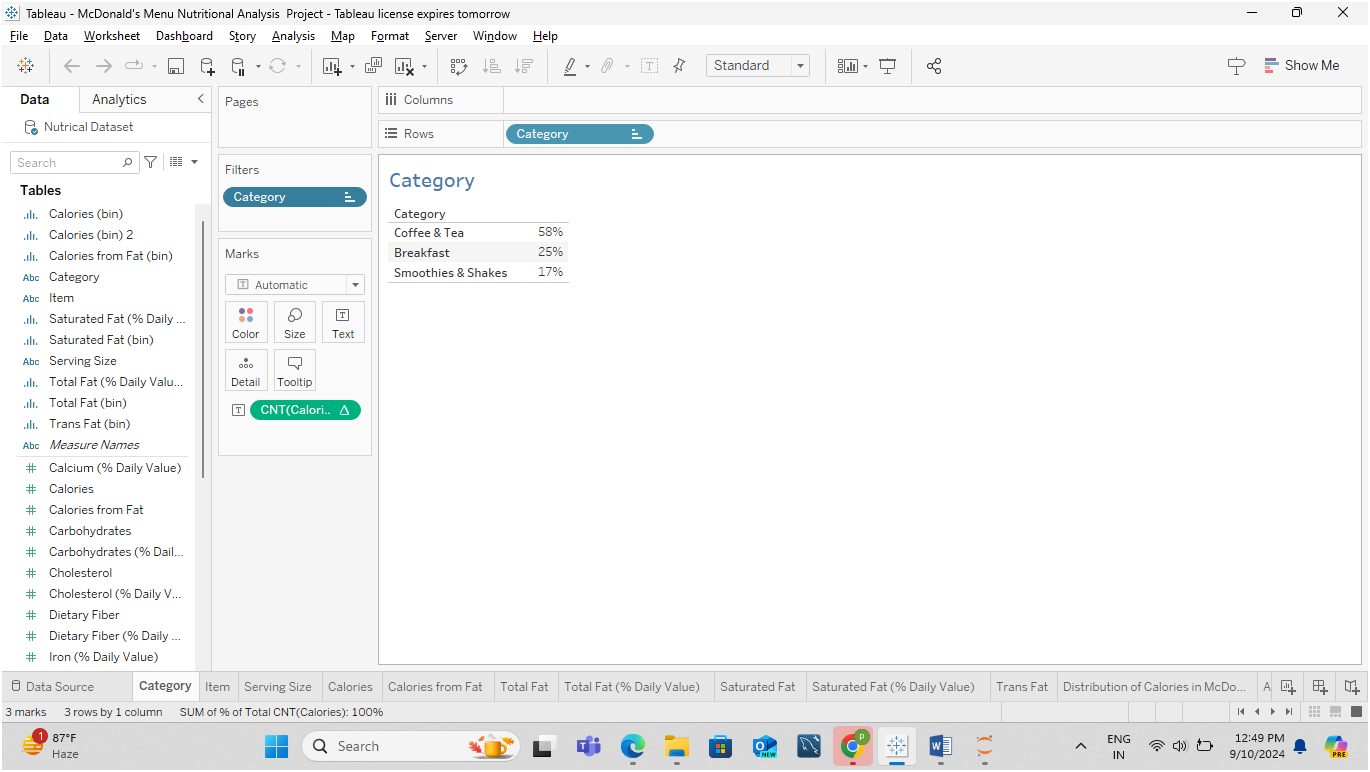 Tableau - McDonald's Menu Nutritional Analysis  Project - Tableau license expires tomorrow
File Data Worksheet Dashboard Story Analysis Map Format Server Window Help
Standard
Show Me
Data Analytics
Nutrical Dataset
Search
Tables
Calories (bin)
Calories (bin) 2
Calories from Fat (bin)
Abc Category
Abc Item
Saturated Fat (% Daily ...
Saturated Fat (bin)
Abc Serving Size
Total Fat (% Daily Valu...
Total Fat (bin)
Trans Fat (bin)
Abc Measure Names
# Calcium (% Daily Value)
# Calories
# Calories from Fat
# Carbohydrates
# Carbohydrates (% Dail...
# Cholesterol
# Cholesterol (% Daily V...
# Dietary Fiber
# Dietary Fiber (% Daily ...
# Iron (% Daily Value)
Pages
Filters
Category
Marks
T Automatic
Color Size Text
Detail Tooltip
T CNT(Calori.. Δ
Columns
Rows Category
Category
Category
Coffee & Tea 58%
Breakfast 25%
Smoothies & Shakes 17%
Data Source Category Item Serving Size Calories Calories from Fat Total Fat Total Fat (% Daily Value) Saturated Fat Saturated Fat (% Daily Value) Trans Fat Distribution of Calories in McDo... A
3 marks 3 rows by 1 column SUM of % of Total CNT(Calories): 100%
1
87°F
Haze
Search
NEW
P
W
ENG
IN
12:49 PM
9/10/2024
PRE